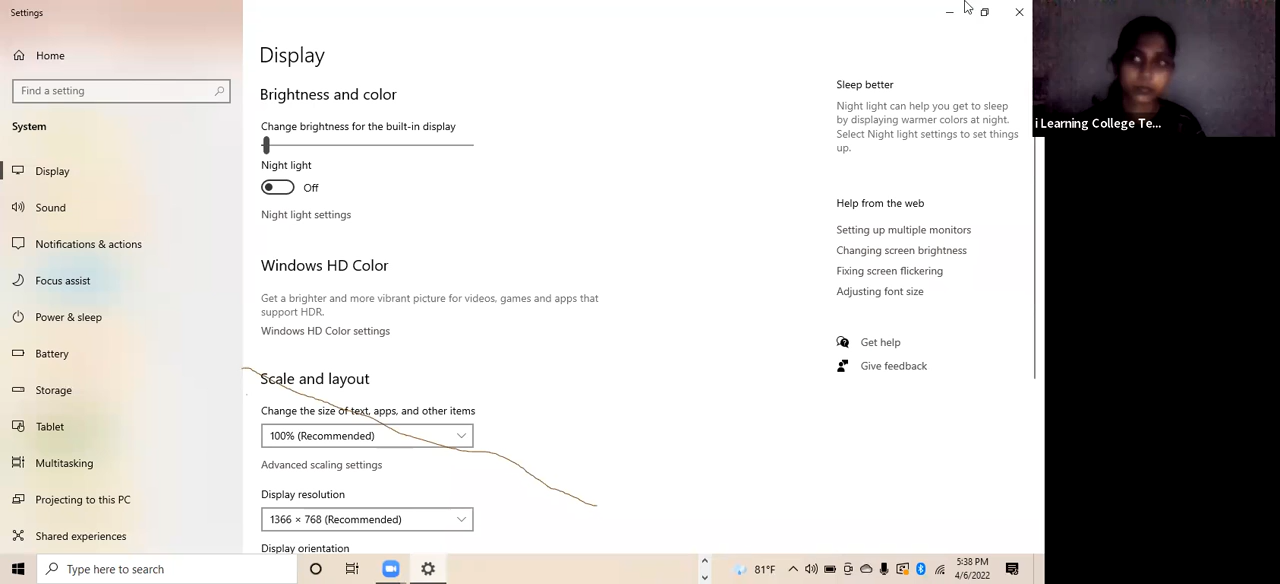 Settings
Home
Find a setting
System
Display
Sound
Notifications & actions
Focus assist
Power & sleep
Battery
Storage
Tablet
Multitasking
Projecting to this PC
Shared experiences
Display
Brightness and color
Change brightness for the built-in display
Night light
Off
Night light settings
Windows HD Color
Get a brighter and more vibrant picture for videos, games and apps that
support HDR.
Windows HD Color settings
Scale and layout
Change the size of text, apps, and other items
100% (Recommended)
Advanced scaling settings
Display resolution
1366 × 768 (Recommended)
Display orientation
Sleep better
Night light can help you get to sleep
by displaying warmer colors at night.
Select Night light settings to set things
up.
Help from the web
Setting up multiple monitors
Changing screen brightness
Fixing screen flickering
Adjusting font size
Get help
Give feedback
i Learning College Te...
Type here to search
81°F
5:38 PM
4/6/2022